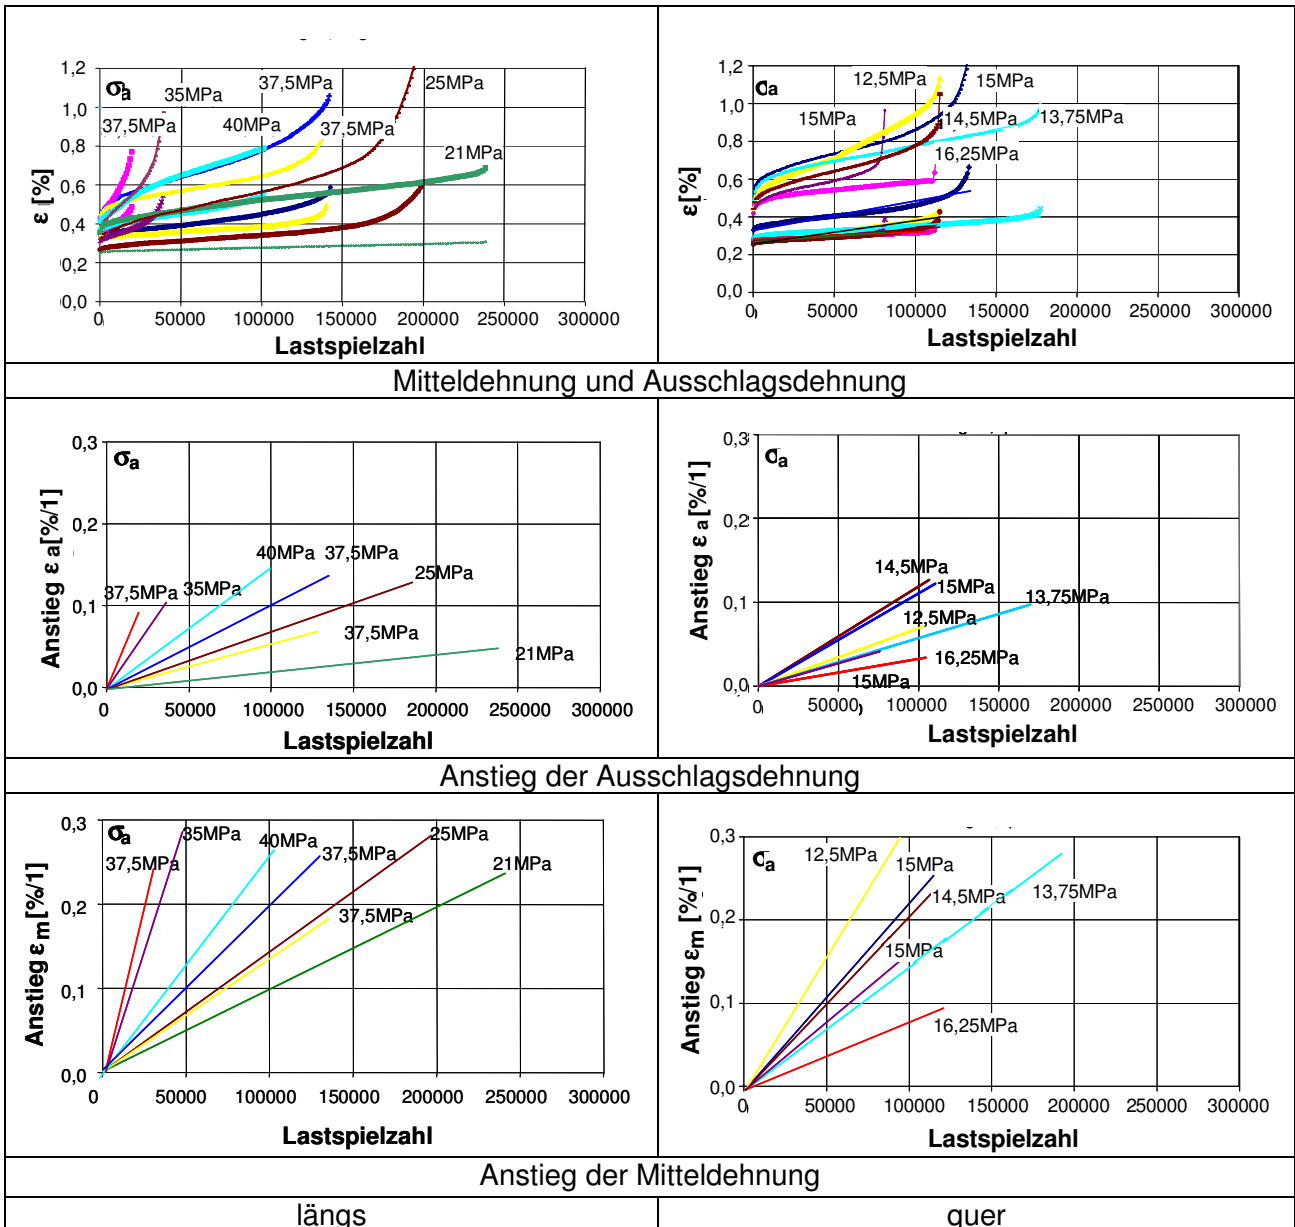 σa
35MPa
37,5MPa
25MPa
37,5MPa
40MPa
37,5MPa
21MPa
1,2
1,0
0,8
0,6
0,4
0,2
0,0
ε [%]
0 50000 100000 150000 200000 250000 300000
Lastspielzahl
σa
12,5MPa
15MPa
15MPa
14,5MPa
13,75MPa
16,25MPa
1,2
1,0
0,8
0,6
0,4
0,2
0,0
ε[%]
0 50000 100000 150000 200000 250000 300000
Lastspielzahl
Mitteldehnung und Ausschlagsdehnung
0,3
0,2
0,1
0,0
Anstieg εa[%/1]
σa
40MPa
37,5MPa
37,5MPa
35MPa
25MPa
37,5MPa
21MPa
0 50000 100000 150000 200000 250000 300000
Lastspielzahl
0,3
0,2
0,1
0,0
Anstieg εa[%/1]
σa
14,5MPa
15MPa
13,75MPa
12,5MPa
16,25MPa
15MPa
0 50000 100000 150000 200000 250000 300000
Lastspielzahl
Anstieg der Ausschlagsdehnung
0,3
0,2
0,1
0,0
Anstieg εm[%/1]
σa
35MPa
37,5MPa
40MPa
37,5MPa
25MPa
21MPa
37,5MPa
0 50000 100000 150000 200000 250000 300000
Lastspielzahl
0,3
0,2
0,1
0,0
Anstieg εm [%/1]
σa
12,5MPa
15MPa
14,5MPa
13,75MPa
15MPa
16,25MPa
0 50000 100000 150000 200000 250000 300000
Lastspielzahl
Anstieg der Mitteldehnung
längs
quer